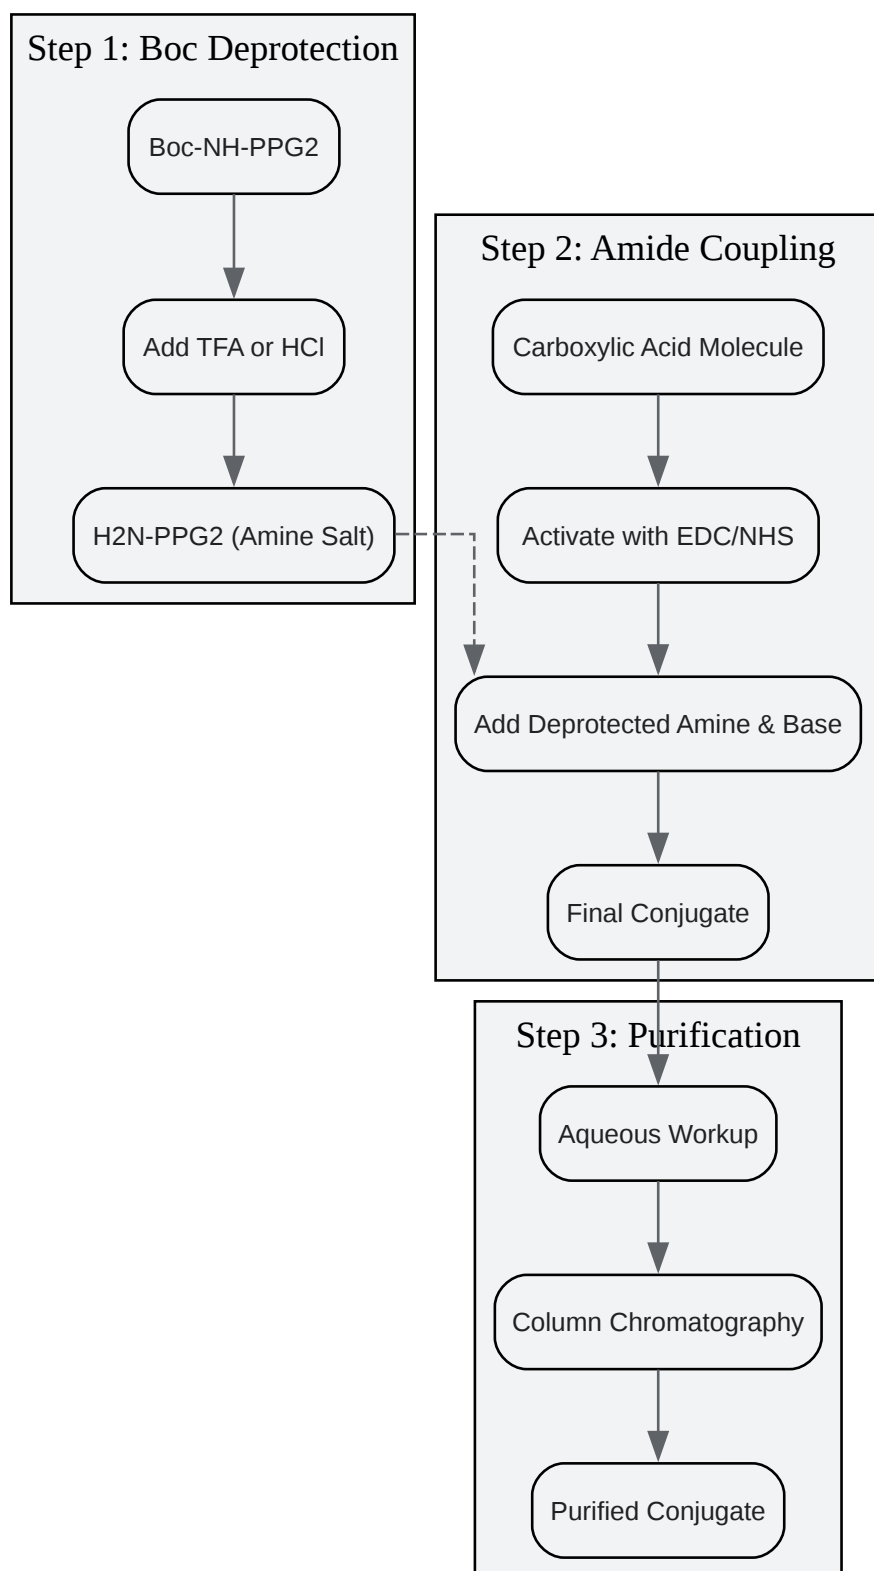 Step 1: Boc Deprotection
Boc-NH-PPG2
Add TFA or HCl
H2N-PPG2 (Amine Salt)
Step 2: Amide Coupling
Carboxylic Acid Molecule
Activate with EDC/NHS
Add Deprotected Amine & Base
Final Conjugate
Step 3: Purification
Aqueous Workup
Column Chromatography
Purified Conjugate